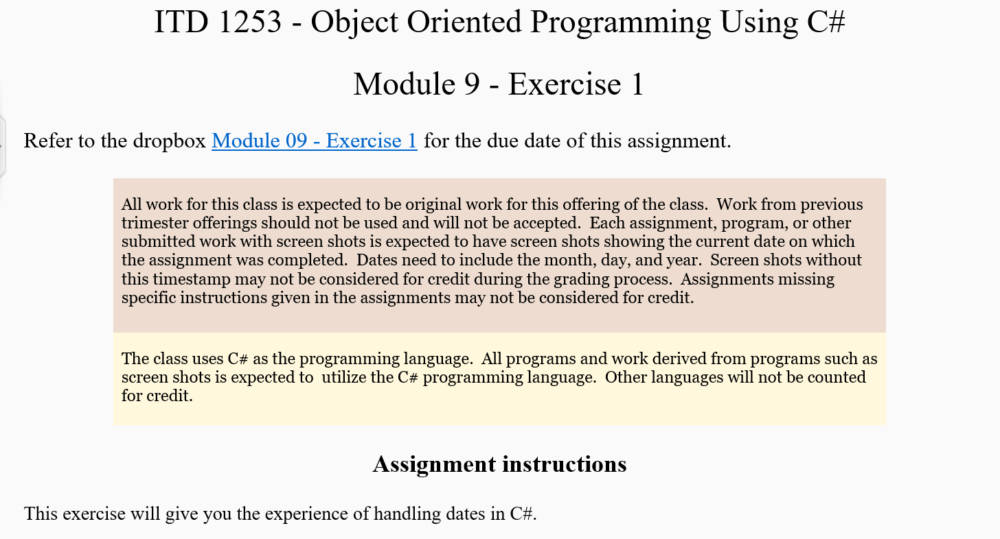 ITD 1253 - Object Oriented Programming Using C#
Module 9 - Exercise 1
Refer to the dropbox Module 09 - Exercise 1 for the due date of this assignment.
All work for this class is expected to be original work for this offering of the class.  Work from previous
trimester offerings should not be used and will not be accepted.  Each assignment, program, or other
submitted work with screen shots is expected to have screen shots showing the current date on which
the assignment was completed.  Dates need to include the month, day, and year.  Screen shots without
this timestamp may not be considered for credit during the grading process.  Assignments missing
specific instructions given in the assignments may not be considered for credit.
The class uses C# as the programming language.  All programs and work derived from programs such as
screen shots is expected to  utilize the C# programming language.  Other languages will not be counted
for credit.
Assignment instructions
This exercise will give you the experience of handling dates in C#.